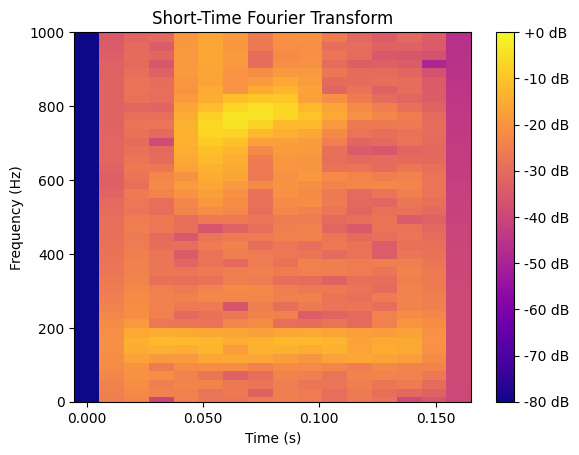 Short-Time Fourier Transform
1000
800
600
400
200
0
Frequency (Hz)
0.000
0.050
0.100
0.150
Time (s)
+0 dB
-10 dB
-20 dB
-30 dB
-40 dB
-50 dB
-60 dB
-70 dB
-80 dB